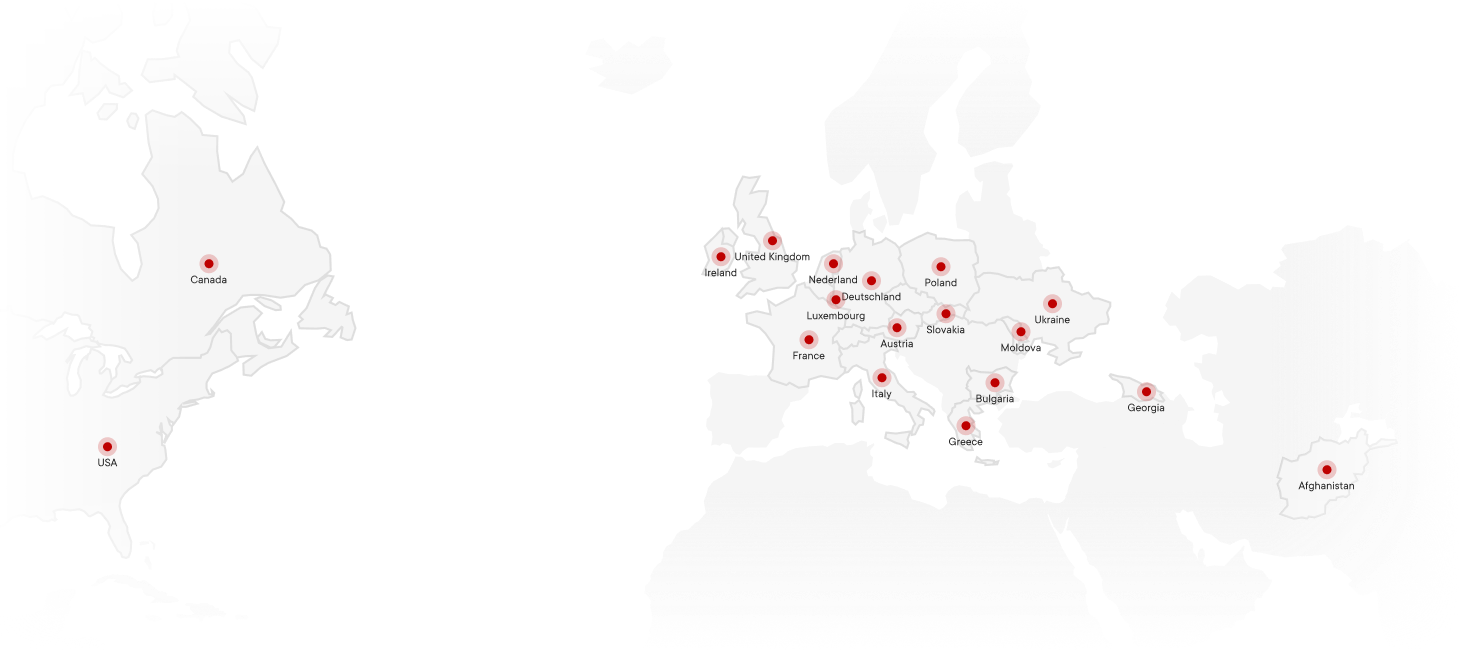 Canada
USA
Ireland
United Kingdom
Nederland
Deutschland
Luxembourg
France
Poland
Slovakia
Austria
Italy
Ukraine
Moldova
Bulgaria
Greece
Georgia
Afghanistan